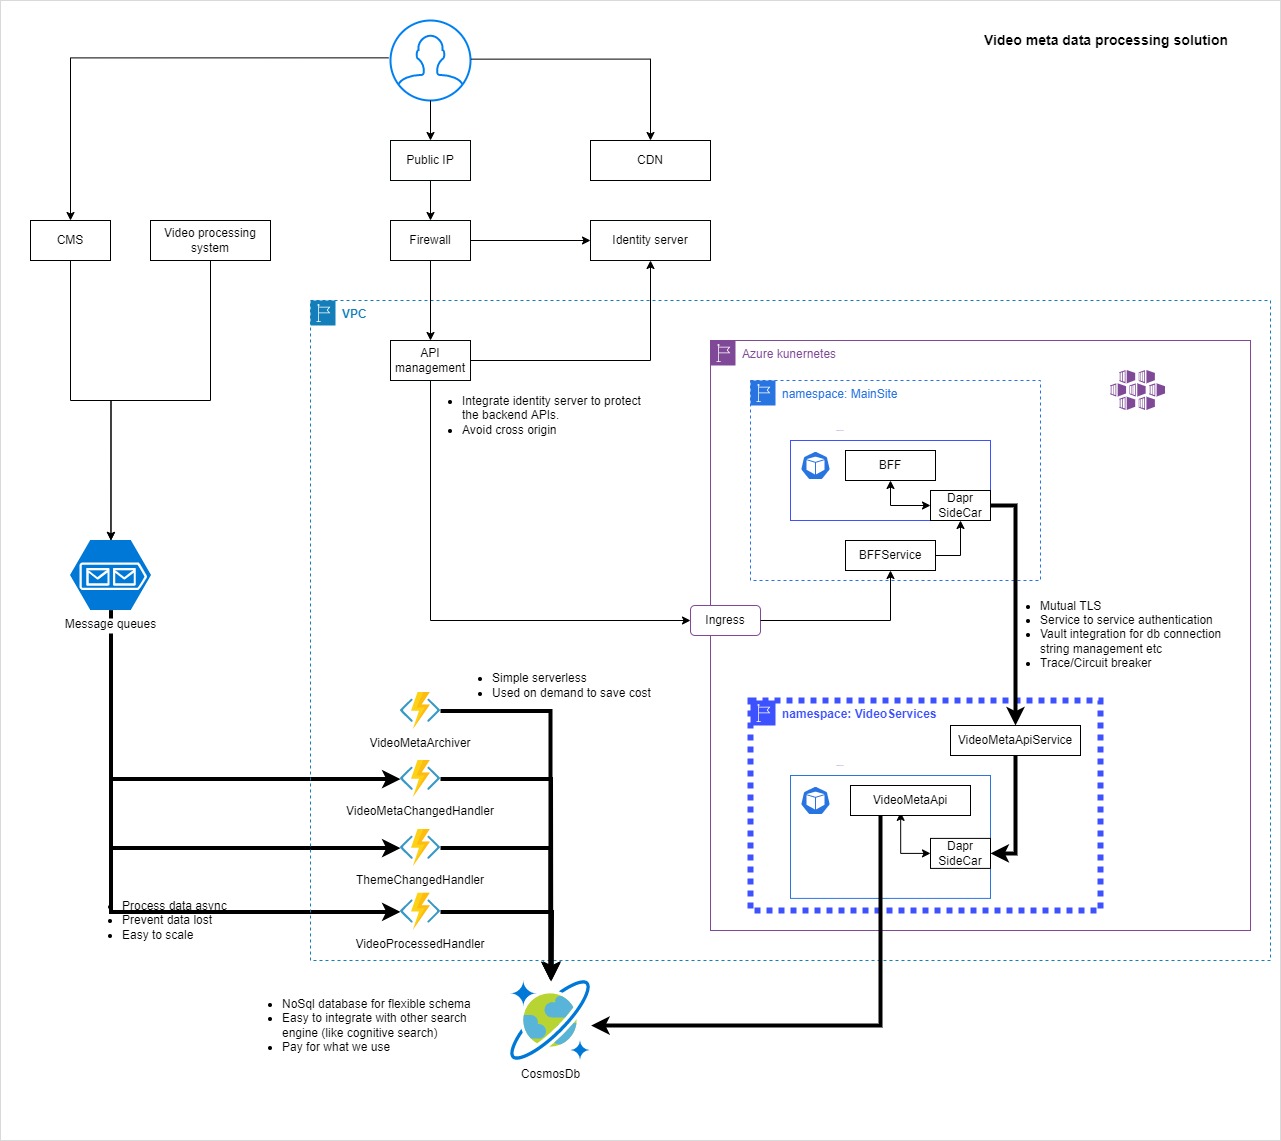 Video meta data processing solution
Public IP
CDN
CMS
Video processing
system
Firewall
Identity server
VPC
API
management
Azure kunernetes
Integrate identity server to protect
the backend APIs.
Avoid cross origin
namespace: MainSite
BFF
Dapr
SideCar
BFFService
Message queues
Ingress
Mutual TLS
Service to service authentication
Vault integration for db connection
string management etc
Trace/Circuit breaker
Simple serverless
Used on demand to save cost
VideoMetaArchiver
namespace: VideoServices
VideoMetaApiService
VideoMetaChangedHandler
VideoMetaApi
Dapr
SideCar
ThemeChangedHandler
Process data async
Prevent data lost
Easy to scale
VideoProcessedHandler
NoSql database for flexible schema
Easy to integrate with other search
engine (like cognitive search)
Pay for what we use
CosmosDb